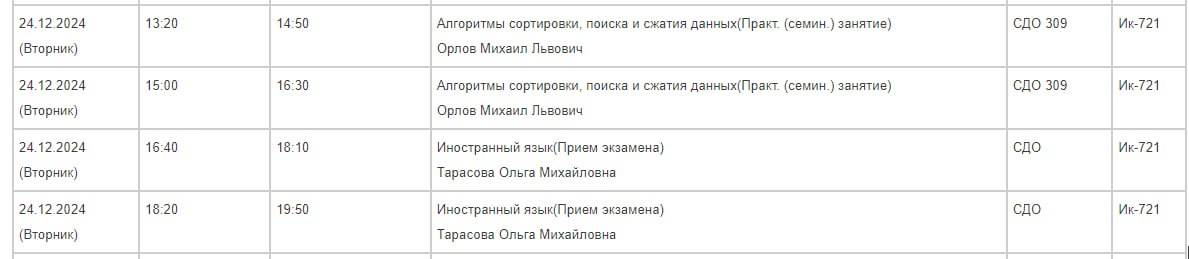 24.12.2024 13:20 14:50 Алгоритмы сортировки, поиска и сжатия данных(Практ. (семин.) занятие) СДО 309 Ик-721
(Вторник) Орлов Михаил Львович
24.12.2024 15:00 16:30 Алгоритмы сортировки, поиска и сжатия данных(Практ. (семин.) занятие) СДО 309 Ик-721
(Вторник) Орлов Михаил Львович
24.12.2024 16:40 18:10 Иностранный язык(Прием экзамена) СДО Ик-721
(Вторник) Тарасова Ольга Михайловна
24.12.2024 18:20 19:50 Иностранный язык(Прием экзамена) СДО Ик-721
(Вторник) Тарасова Ольга Михайловна